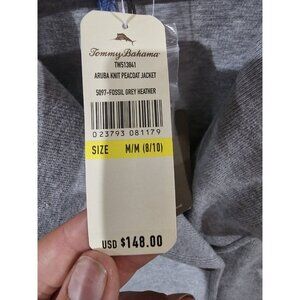 Tommy Bahama
TW513841
ARUBA KNIT PEACOAT JACKET
5097-FOSSIL GREY HEATHER
0 23793 081179
SIZE M/M (8/10)
USD $148.00